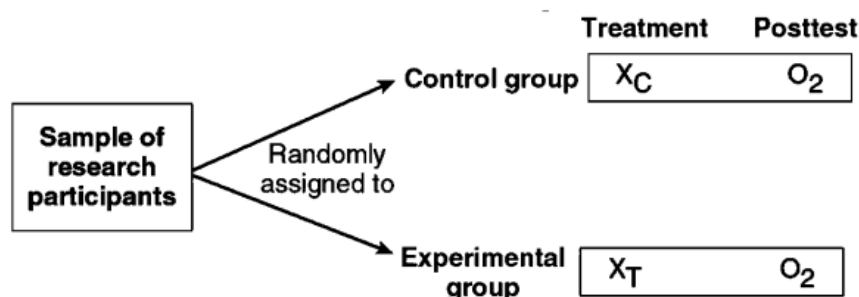 Treatment Posttest
Control group X_C O_2
Sample of
research
participants
Randomly
assigned to
Experimental
group
X_T O_2